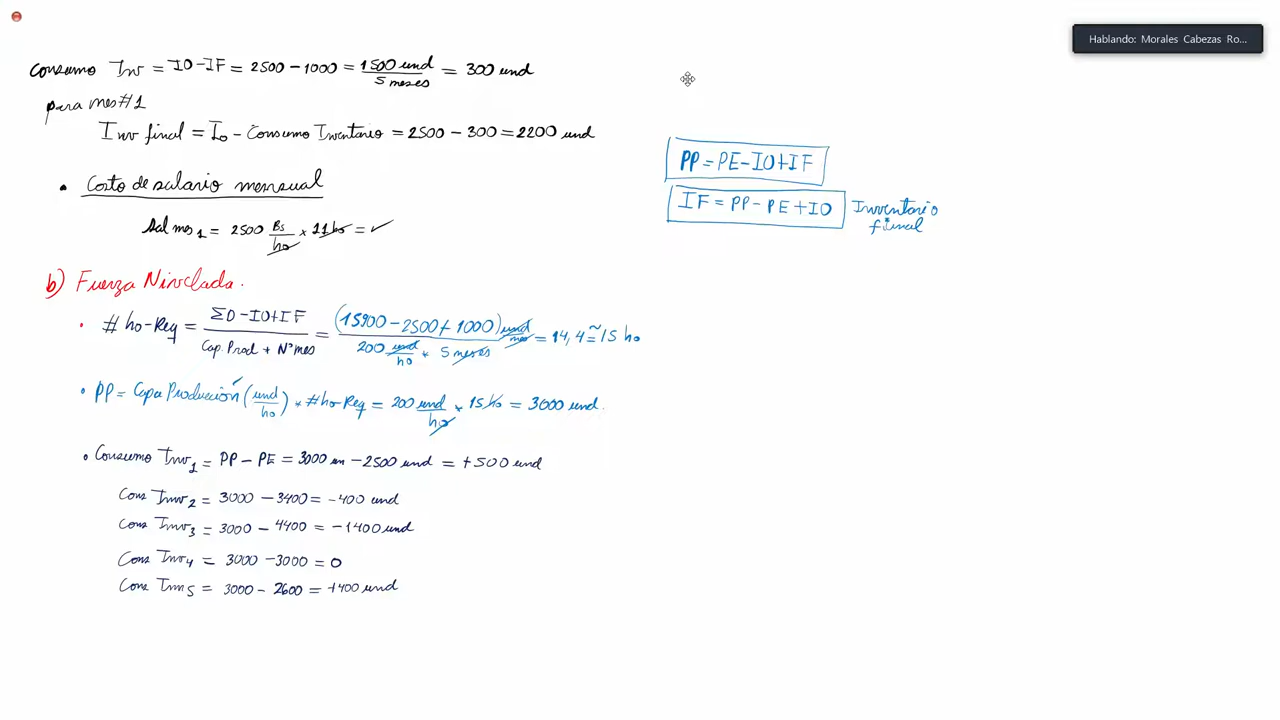 Hablando: Morales Cabezas Ro...
Consumo Inv = IO-IF = 2500 - 1000 = 1500 und / 5 meses = 300 und
para mes #1
Inv final = Io - Consumo Inventario = 2500 - 300 = 2200 und
• Costo de salario mensual
Sal mes 1 = 2500 Bs/ho * 11 ho = ✓
b) Fuerza Nivelada.
• # ho-Req = ΣD - IO + IF / Cap. Prod * N° mes = (15900 - 2500 + 1000) und/mes / 200 und/ho * 5 meses = 14,4 ≅ 15 ho
• PP = Capa Producción (und/ho) * #ho-Req = 200 und/ho * 15 ho = 3000 und.
• Consumo Inv1 = PP - PE = 3000 un - 2500 und = +500 und
Cons Inv2 = 3000 - 3400 = -400 und
Cons Inv3 = 3000 - 4400 = -1400 und
Cons Inv4 = 3000 - 3000 = 0
Cons Inv5 = 3000 - 2600 = +400 und
PP = PE - IO + IF
IF = PP - PE + IO Inventario
final